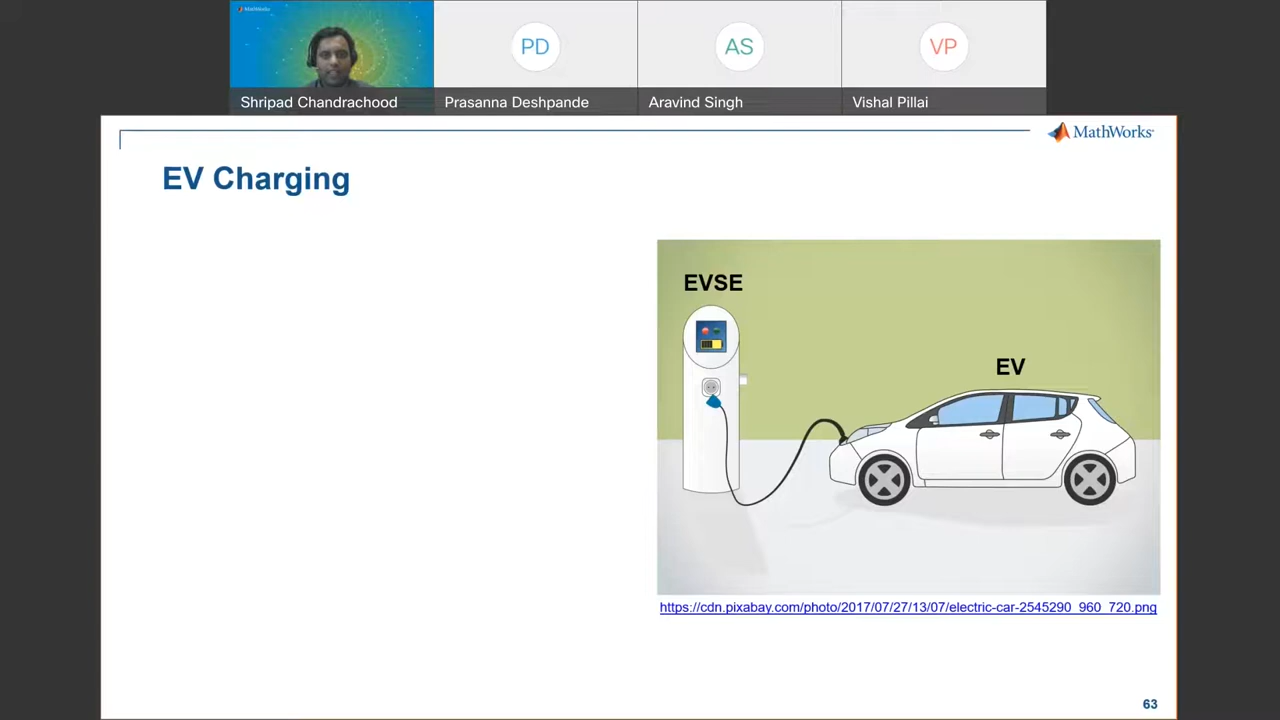 MathWorks
PD
AS
VP
Shripad Chandrachood
Prasanna Deshpande
Aravind Singh
Vishal Pillai
MathWorks
EV Charging
EVSE
EV
https://cdn.pixabay.com/photo/2017/07/27/13/07/electric-car-2545290_960_720.png
63